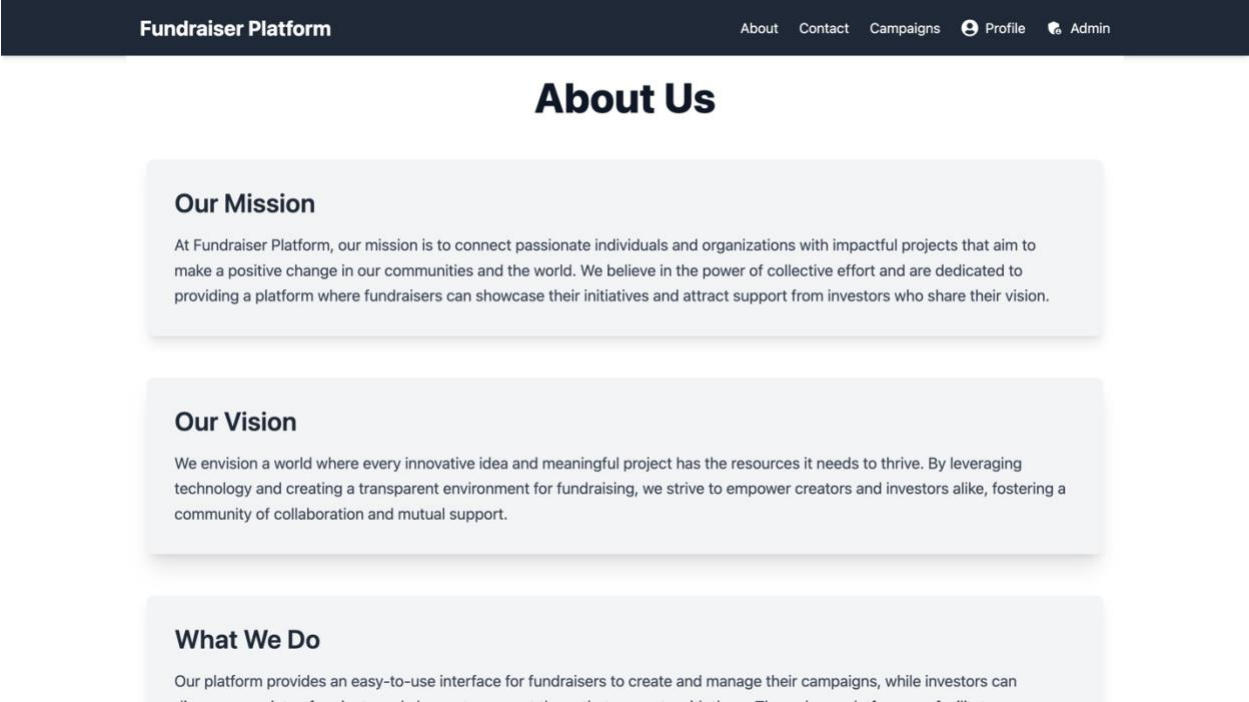 Fundraiser Platform
About Contact Campaigns Profile Admin
About Us
Our Mission
At Fundraiser Platform, our mission is to connect passionate individuals and organizations with impactful projects that aim to
make a positive change in our communities and the world. We believe in the power of collective effort and are dedicated to
providing a platform where fundraisers can showcase their initiatives and attract support from investors who share their vision.
Our Vision
We envision a world where every innovative idea and meaningful project has the resources it needs to thrive. By leveraging
technology and creating a transparent environment for fundraising, we strive to empower creators and investors alike, fostering a
community of collaboration and mutual support.
What We Do
Our platform provides an easy-to-use interface for fundraisers to create and manage their campaigns, while investors can